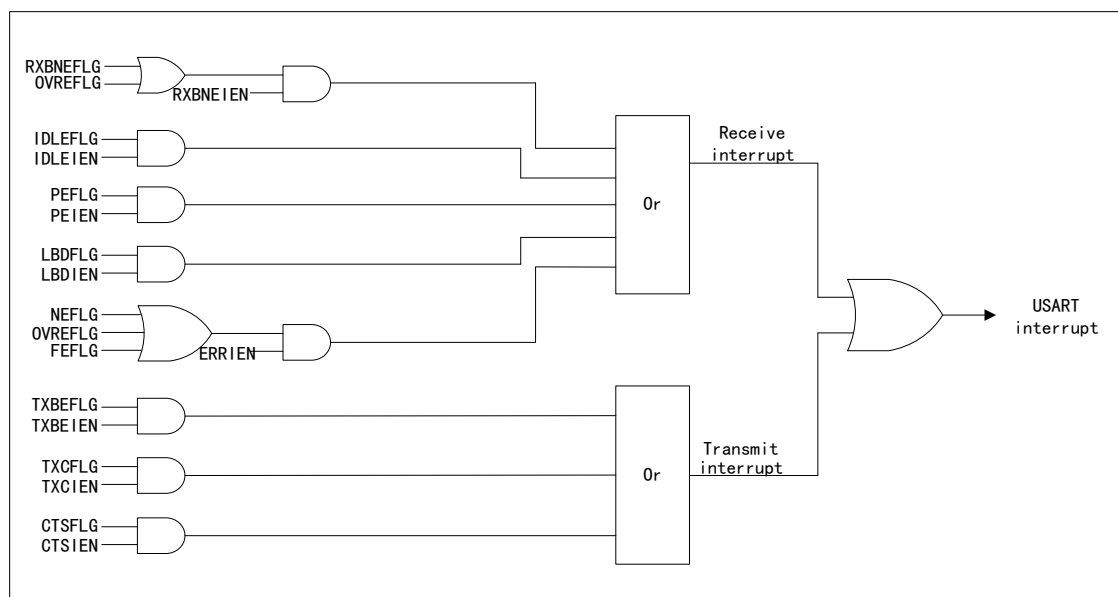 RXBNEFLG
OVREFLG
RXBNEIEN
IDLEFLG
IDLEIEN
PEFLG
PEIEN
LBDFLG
LBDIEN
NEFLG
OVREFLG
FEFLG
ERRIEN
TXBEFLG
TXBEIEN
TXCFLG
TXCIEN
CTSFLG
CTSIEN
Or
Receive
interrupt
Or
Transmit
interrupt
USART
interrupt